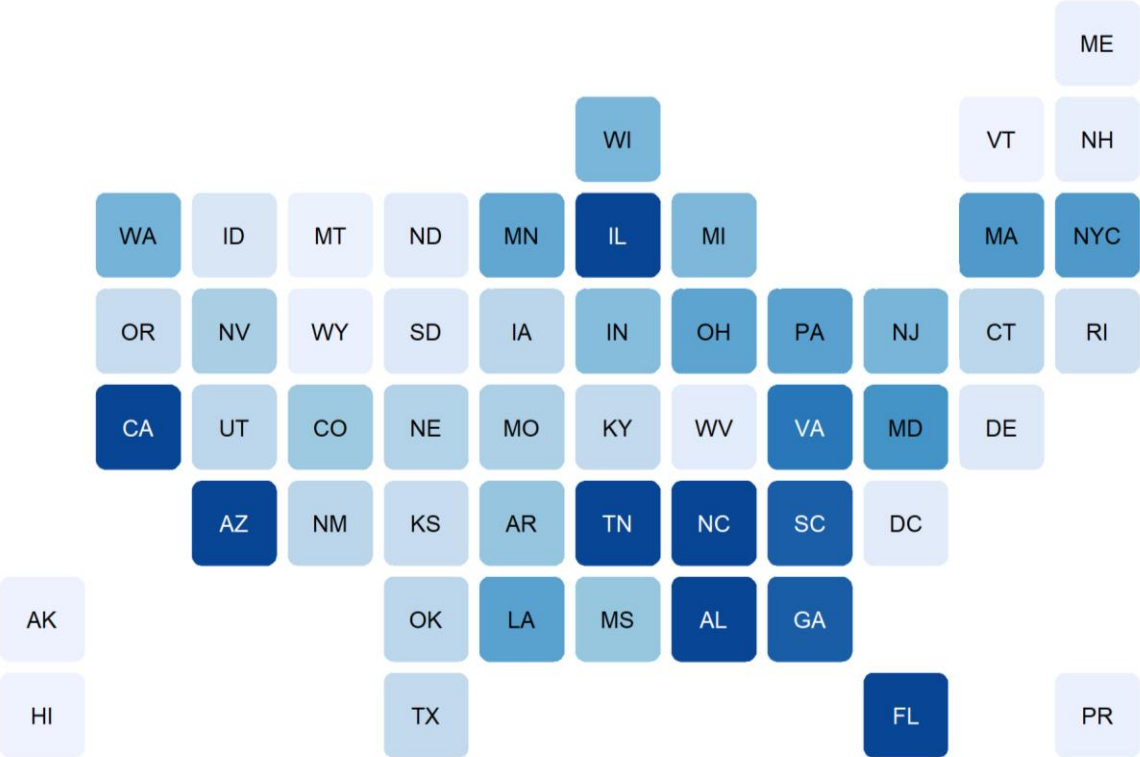 ME
WI VT NH
WA ID MT ND MN IL MI MA NYC
OR NV WY SD IA IN OH PA NJ CT RI
CA UT CO NE MO KY WV VA MD DE
AZ NM KS AR TN NC SC DC
AK OK LA MS AL GA
HI TX FL PR